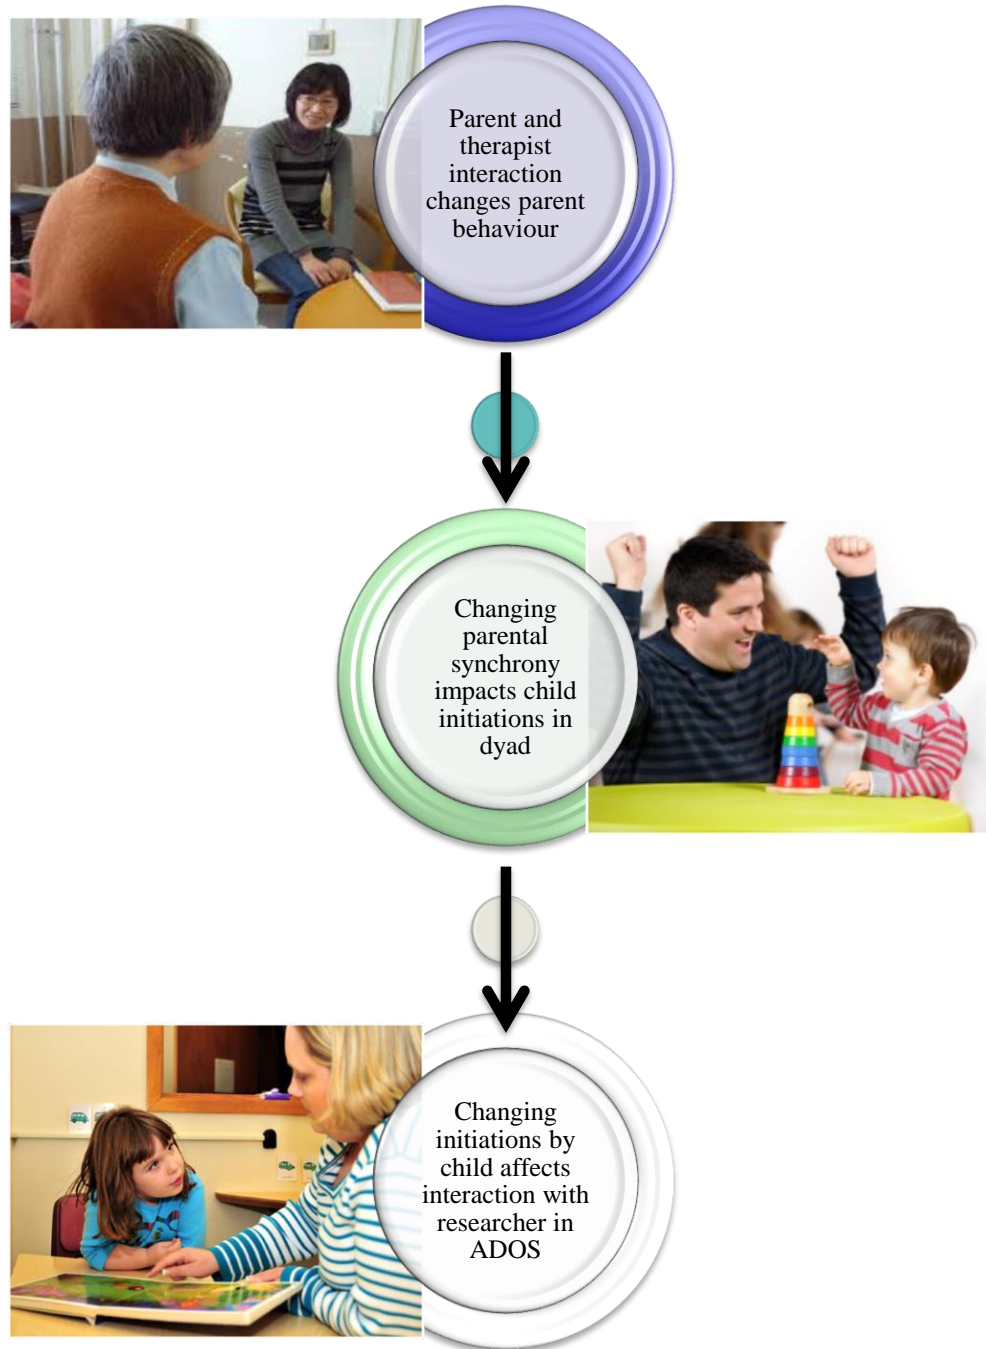 Parent and
therapist
interaction
changes parent
behaviour
Changing
parental
synchrony
impacts child
initiations in
dyad
Changing
initiations by
child affects
interaction with
researcher in
ADOS